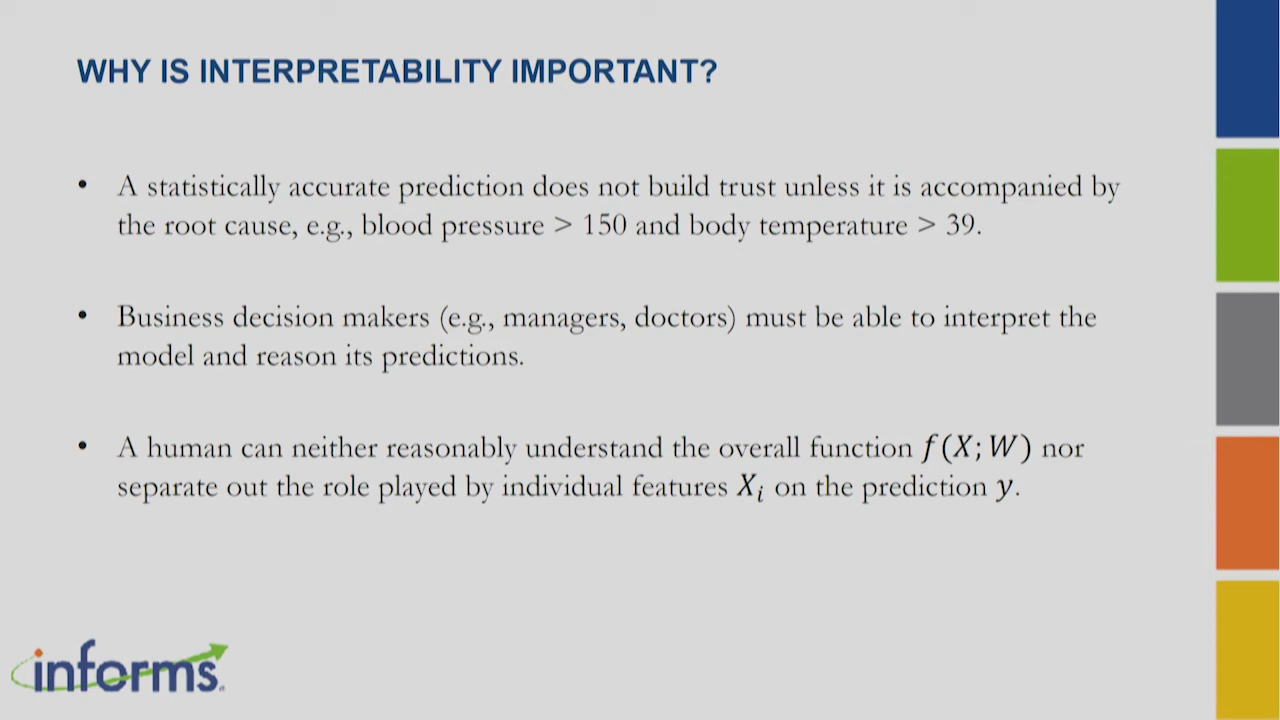 WHY IS INTERPRETABILITY IMPORTANT?
• A statistically accurate prediction does not build trust unless it is accompanied by
the root cause, e.g., blood pressure > 150 and body temperature > 39.
• Business decision makers (e.g., managers, doctors) must be able to interpret the
model and reason its predictions.
• A human can neither reasonably understand the overall function f(X; W) nor
separate out the role played by individual features Xᵢ on the prediction y.
informs.